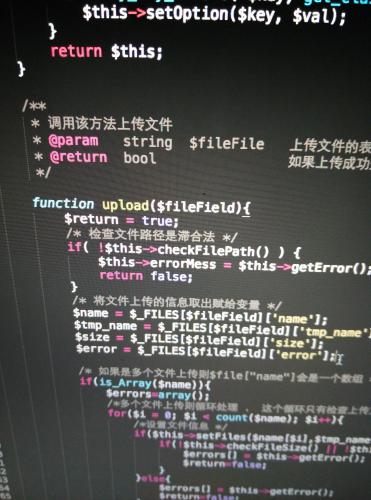 $this->setOption($key, $val);
}
return $this;
}
/**
* 调用该方法上传文件
* @param string $fileFile 上传文件的表
* @return bool 如果上传成功
*/
function upload($fileField){
$return = true;
/* 检查文件路径是滞合法 */
if( !$this->checkFilePath() ) {
$this->errorMess = $this->getError();
return false;
}
/* 将文件上传的信息取出赋给变量 */
$name = $_FILES[$fileField]['name'];
$tmp_name = $_FILES[$fileField]['tmp_name']
$size = $_FILES[$fileField]['size'];
$error = $_FILES[$fileField]['error'];
/* 如果是多个文件上传则$file["name"]会是一个数组
if(is_Array($name)){
$errors=array();
/*多个文件上传则循环处理 ， 这个循环只有检查上传
for($i = 0; $i < count($name); $i++){
/*设置文件信息 */
if($this->setFiles($name[$i],$tmp_name
if(!$this->checkFileSize() || !$th
$errors[] = $this->getError();
$return=false;
}
}else{
$errors[] = $this->getError();
$return=false;